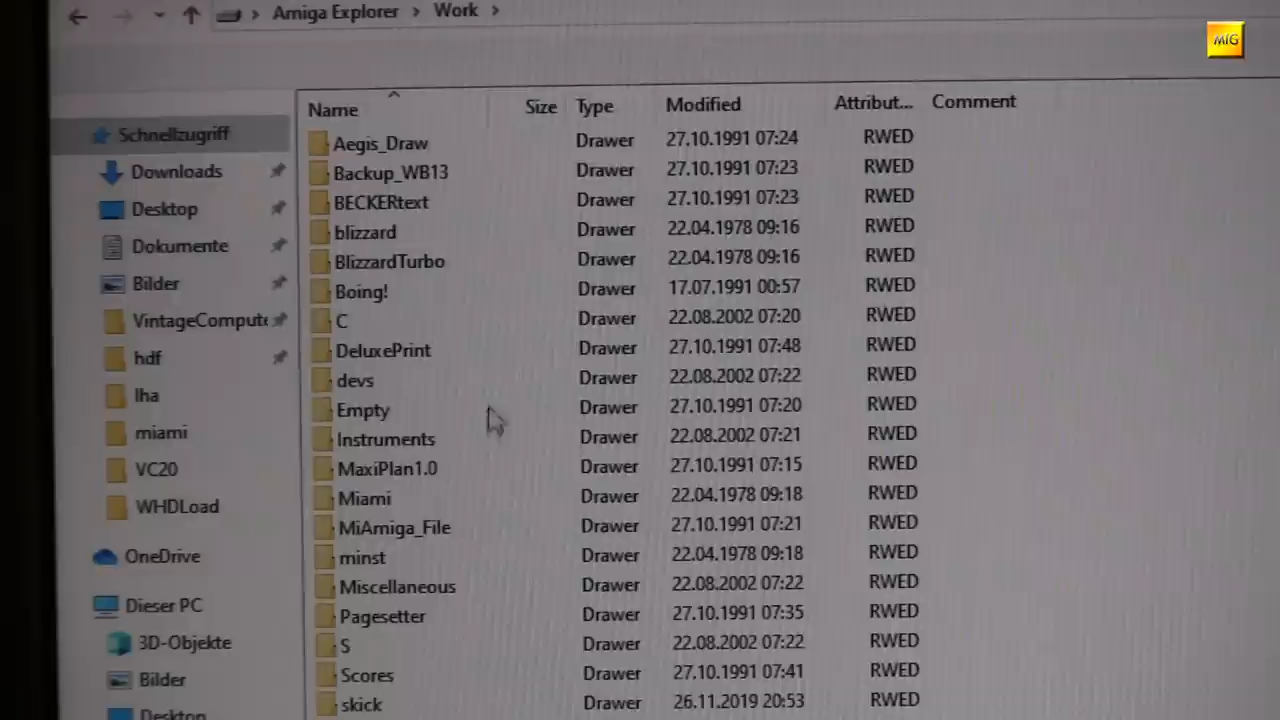 Amiga Explorer > Work >
MIG
Name Size Type Modified Attribut... Comment
Schnellzugriff
Downloads
Desktop
Dokumente
Bilder
VintageCompute
hdf
lha
miami
VC20
WHDLoad
OneDrive
Dieser PC
3D-Objekte
Bilder
Desktop
Aegis_Draw Drawer 27.10.1991 07:24 RWED
Backup_WB13 Drawer 27.10.1991 07:23 RWED
BECKERtext Drawer 27.10.1991 07:23 RWED
blizzard Drawer 22.04.1978 09:16 RWED
BlizzardTurbo Drawer 22.04.1978 09:16 RWED
Boing! Drawer 17.07.1991 00:57 RWED
C Drawer 22.08.2002 07:20 RWED
DeluxePrint Drawer 27.10.1991 07:48 RWED
devs Drawer 22.08.2002 07:22 RWED
Empty Drawer 27.10.1991 07:20 RWED
Instruments Drawer 22.08.2002 07:21 RWED
MaxiPlan1.0 Drawer 27.10.1991 07:15 RWED
Miami Drawer 22.04.1978 09:18 RWED
MiAmiga_File Drawer 27.10.1991 07:21 RWED
minst Drawer 22.04.1978 09:18 RWED
Miscellaneous Drawer 22.08.2002 07:22 RWED
Pagesetter Drawer 27.10.1991 07:35 RWED
S Drawer 22.08.2002 07:22 RWED
Scores Drawer 27.10.1991 07:41 RWED
skick Drawer 26.11.2019 20:53 RWED